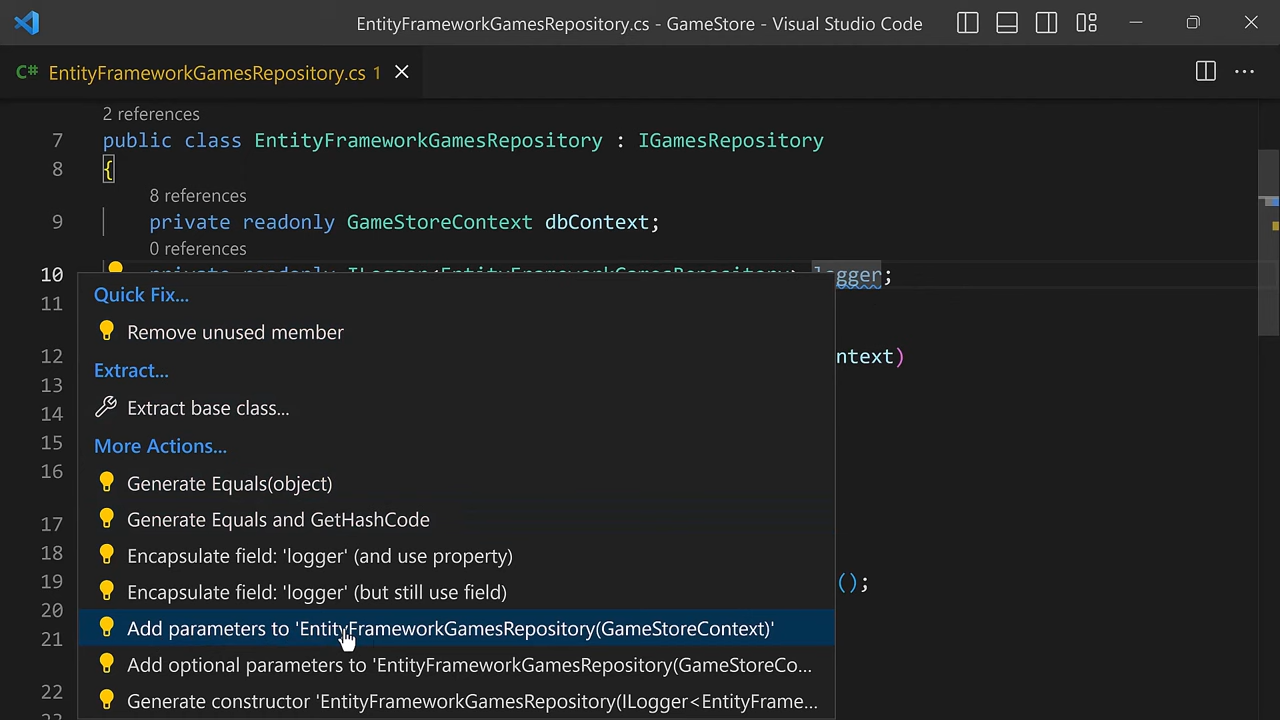 EntityFrameworkGamesRepository.cs - GameStore - Visual Studio Code
C# EntityFrameworkGamesRepository.cs 1
2 references
7 public class EntityFrameworkGamesRepository : IGamesRepository
8 {
8 references
9 private readonly GameStoreContext dbContext;
0 references
10 private readonly ILogger<EntityFrameworkGamesRepository> logger;
11
Quick Fix...
Remove unused member
12 ntext)
Extract...
13
14 Extract base class...
15 More Actions...
16
Generate Equals(object)
17 Generate Equals and GetHashCode
18 Encapsulate field: 'logger' (and use property)
19 ();
Encapsulate field: 'logger' (but still use field)
20
21 Add parameters to 'EntityFrameworkGamesRepository(GameStoreContext)'
Add optional parameters to 'EntityFrameworkGamesRepository(GameStoreCo...
22 Generate constructor 'EntityFrameworkGamesRepository(ILogger<EntityFrame...